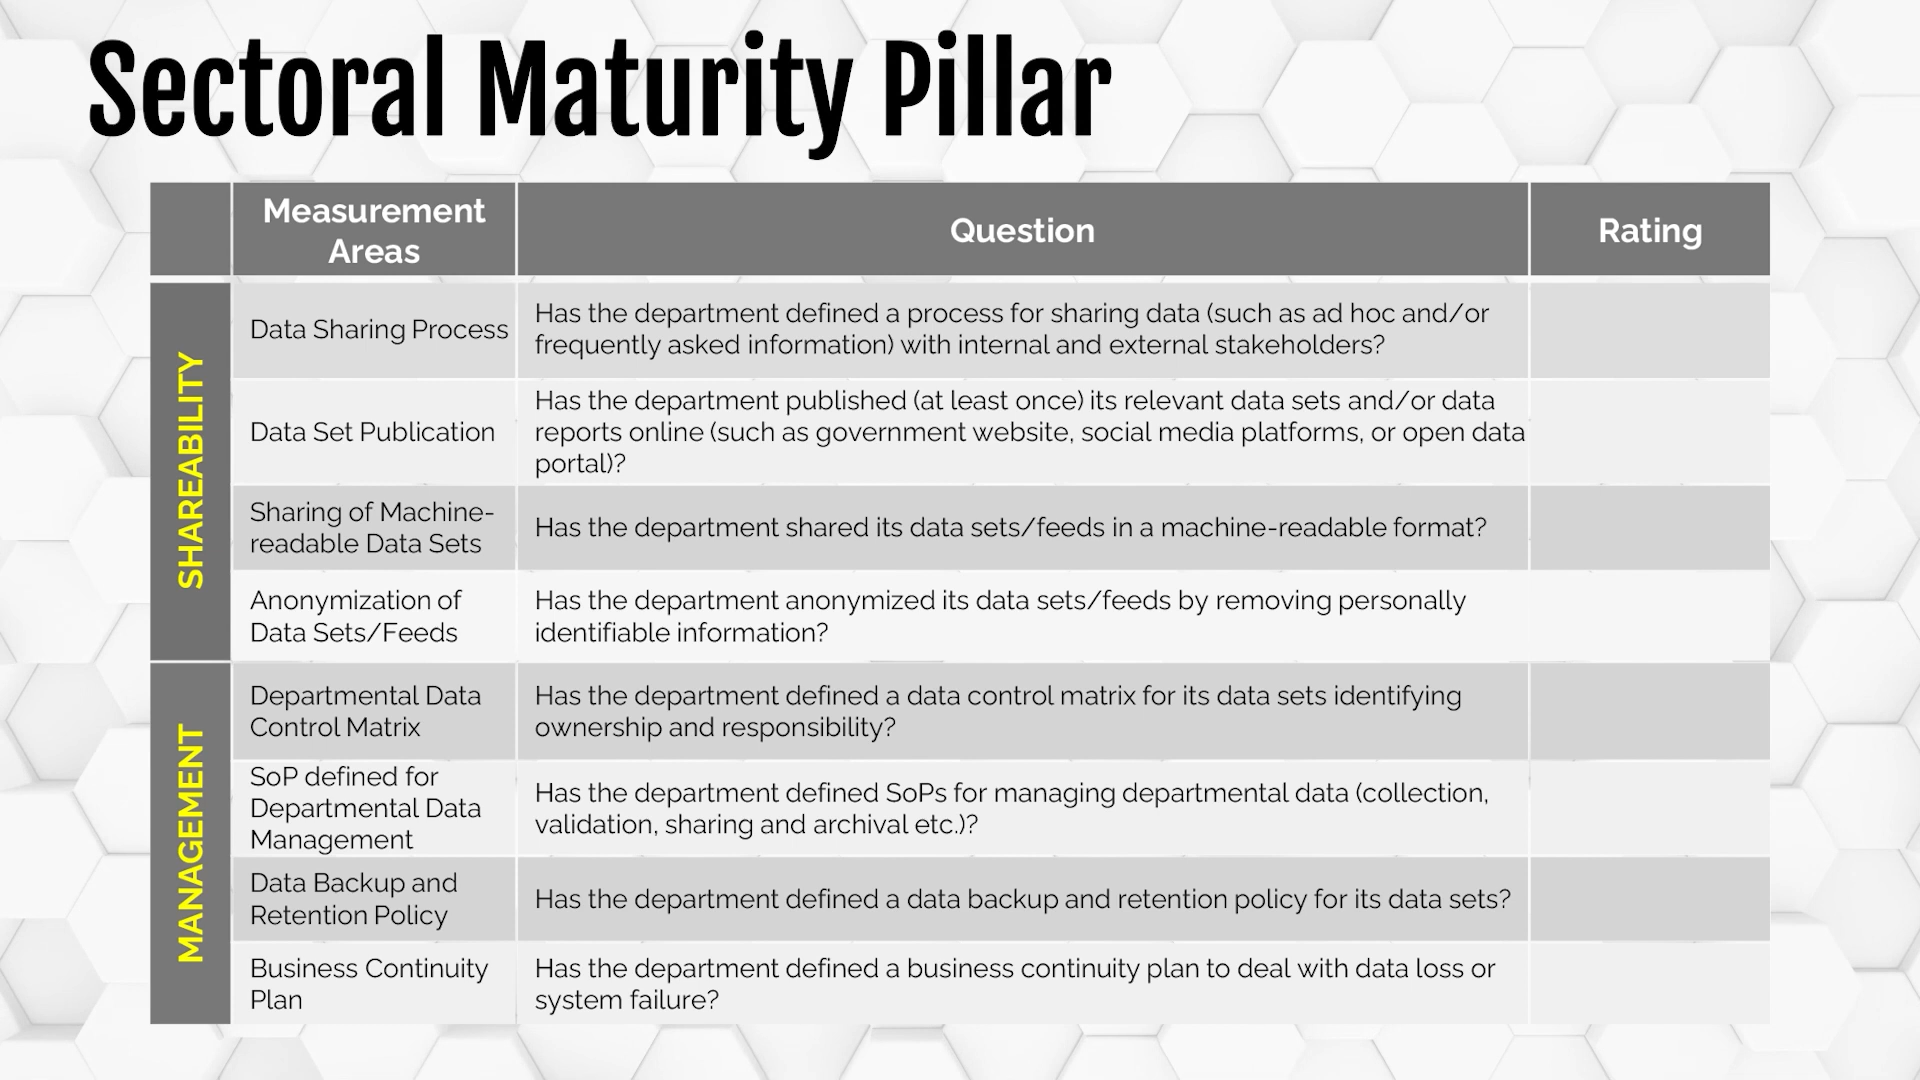 Sectoral Maturity Pillar
Measurement
Areas
Question
Rating
SHAREABILITY
Data Sharing Process
Has the department defined a process for sharing data (such as ad hoc and/or
frequently asked information) with internal and external stakeholders?
Data Set Publication
Has the department published (at least once) its relevant data sets and/or data
reports online (such as government website, social media platforms, or open data
portal)?
Sharing of Machine-
readable Data Sets
Has the department shared its data sets/feeds in a machine-readable format?
Anonymization of
Data Sets/Feeds
Has the department anonymized its data sets/feeds by removing personally
identifiable information?
MANAGEMENT
Departmental Data
Control Matrix
Has the department defined a data control matrix for its data sets identifying
ownership and responsibility?
SoP defined for
Departmental Data
Management
Has the department defined SoPs for managing departmental data (collection,
validation, sharing and archival etc.)?
Data Backup and
Retention Policy
Has the department defined a data backup and retention policy for its data sets?
Business Continuity
Plan
Has the department defined a business continuity plan to deal with data loss or
system failure?